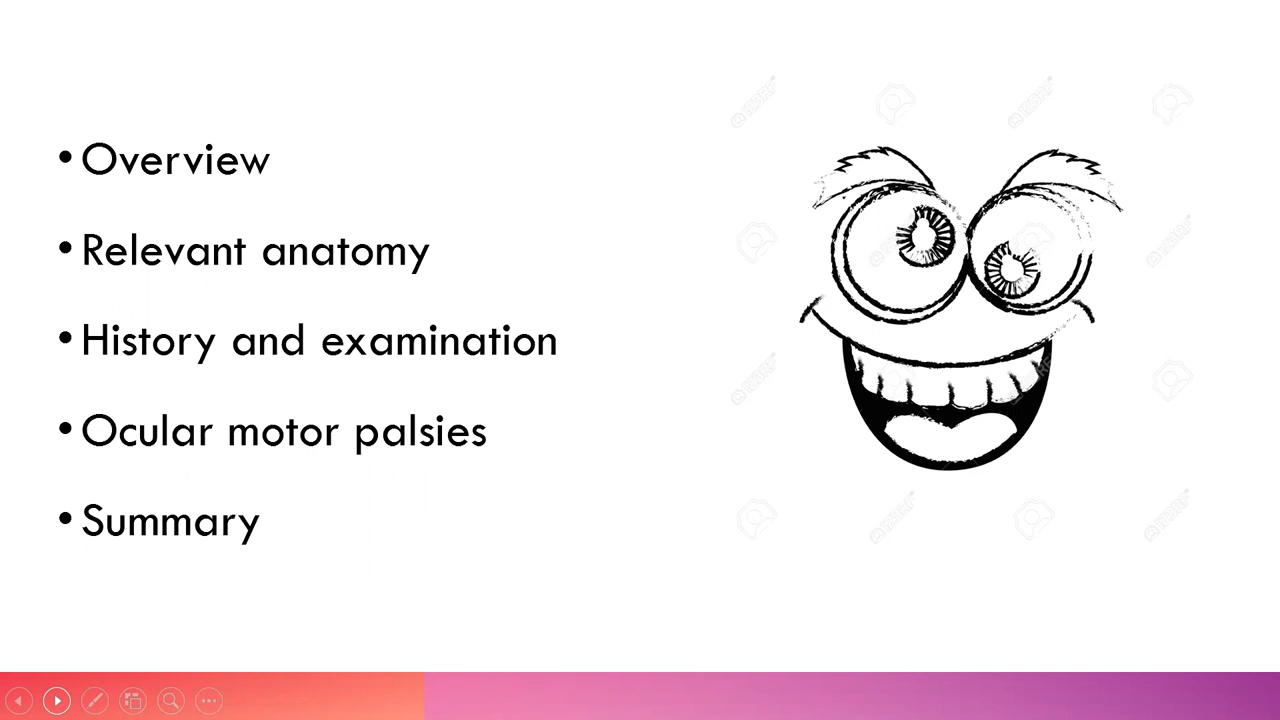 • Overview
• Relevant anatomy
• History and examination
• Ocular motor palsies
• Summary